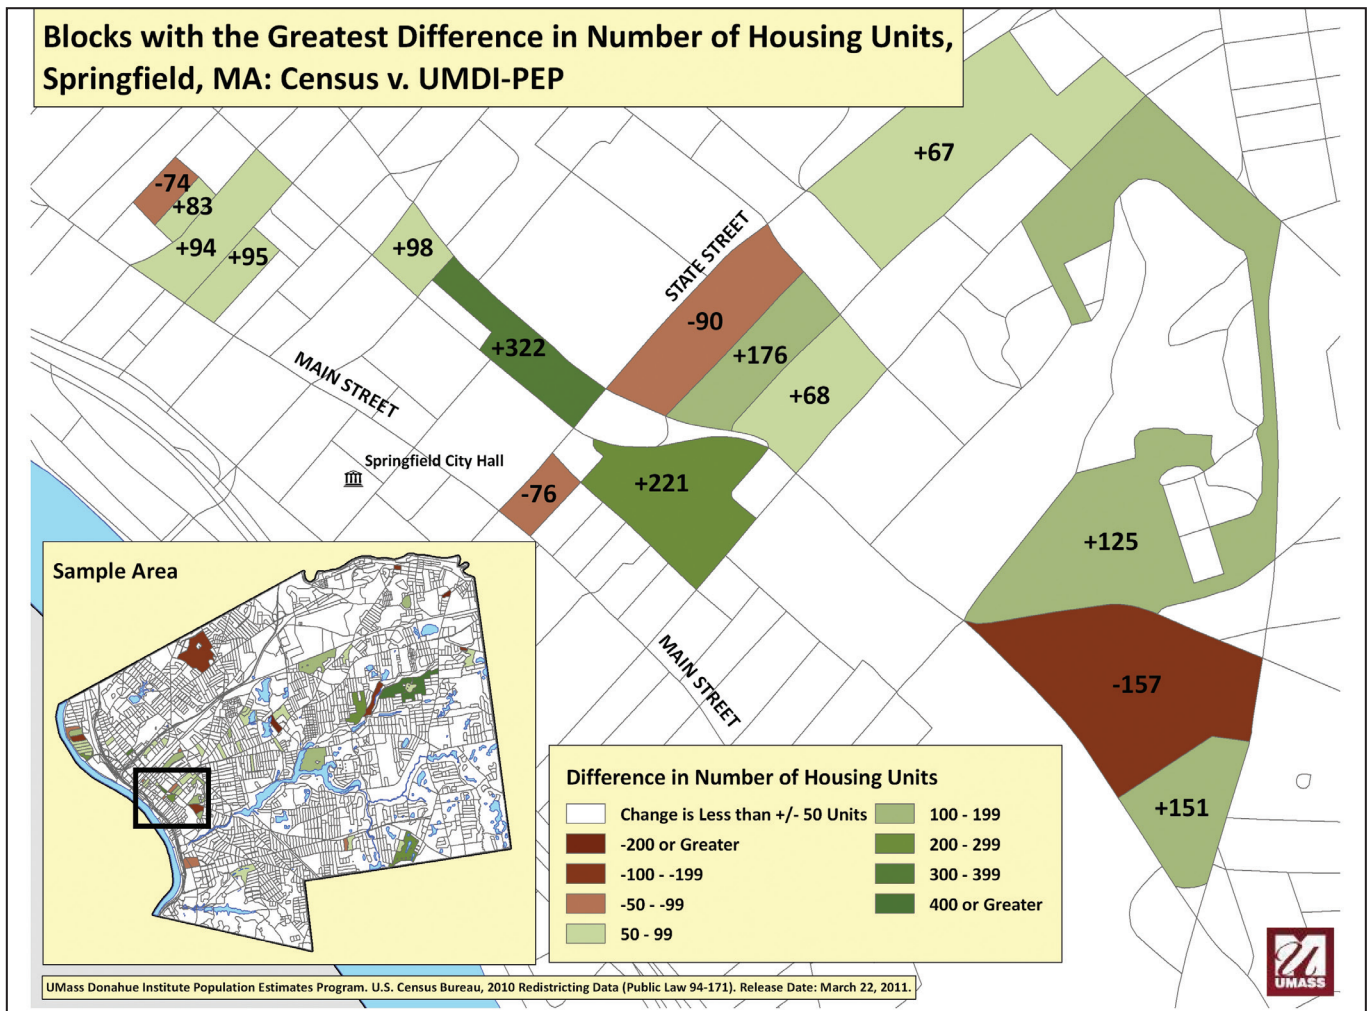 Blocks with the Greatest Difference in Number of Housing Units,
Springfield, MA: Census v. UMDI-PEP
+67
-74
+83
+94
+95
+98
STATE STREET
-90
+322
+176
MAIN STREET
+68
Springfield City Hall
-76
+221
+125
Sample Area
MAIN STREET
-157
+151
Difference in Number of Housing Units
Change is Less than +/- 50 Units
-200 or Greater
-100 - -199
-50 - -99
50 - 99
100 - 199
200 - 299
300 - 399
400 or Greater
UMASS
UMass Donahue Institute Population Estimates Program. U.S. Census Bureau, 2010 Redistricting Data (Public Law 94-171). Release Date: March 22, 2011.